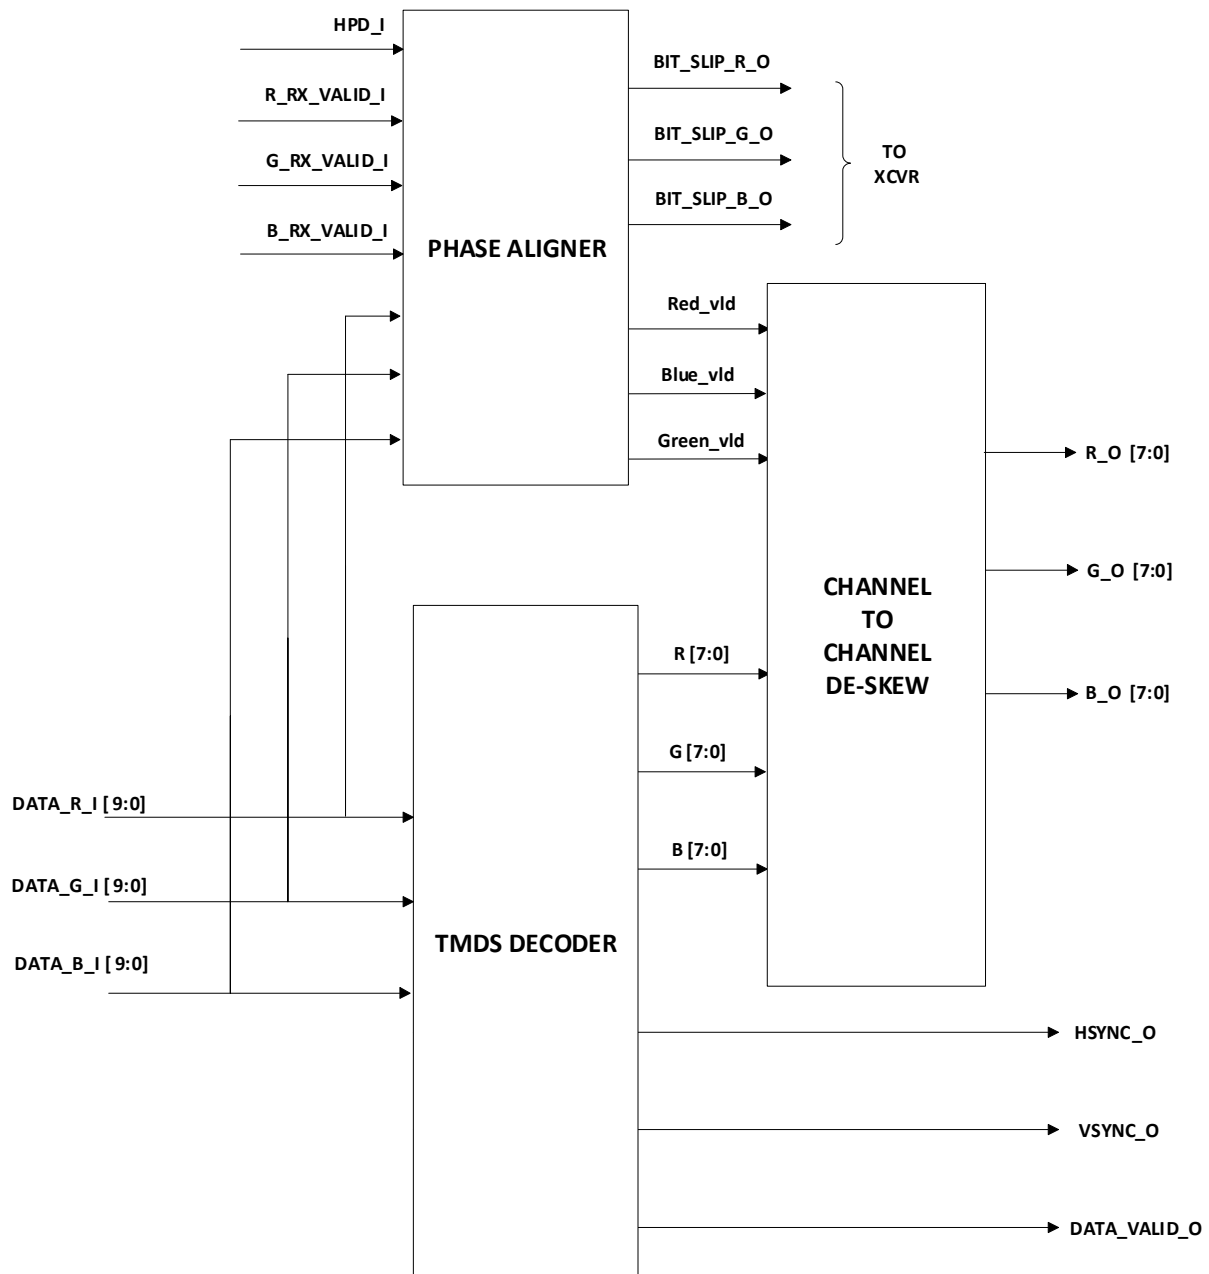 HPD_I
R_RX_VALID_I
G_RX_VALID_I
B_RX_VALID_I
PHASE ALIGNER
BIT_SLIP_R_O
BIT_SLIP_G_O
BIT_SLIP_B_O
TO
XCVR
Red_vld
Blue_vld
Green_vld
CHANNEL
TO
CHANNEL
DE-SKEW
R_O [7:0]
G_O [7:0]
B_O [7:0]
R [7:0]
G [7:0]
B [7:0]
DATA_R_I [ 9:0]
DATA_G_I [ 9:0]
DATA_B_I [ 9:0]
TMDS DECODER
HSYNC_O
VSYNC_O
DATA_VALID_O